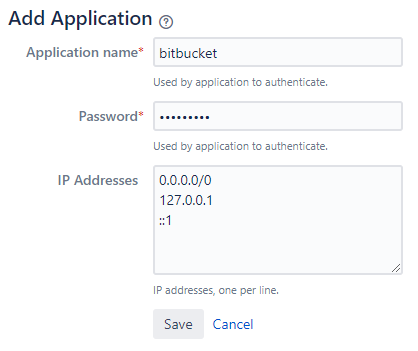 Add Application ?
Application name* bitbucket
Used by application to authenticate.
Password* •••••••••
Used by application to authenticate.
IP Addresses 0.0.0.0/0
127.0.0.1
::1
IP addresses, one per line.
Save Cancel